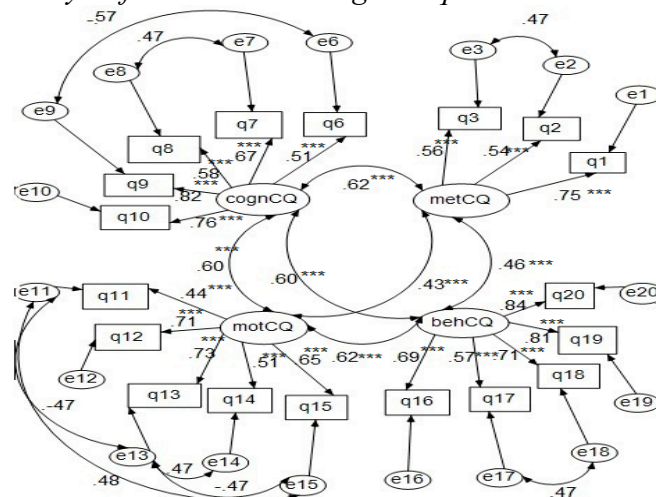 -.57
.47
.47
e7
e6
e3
e8
e2
e1
e9
q7
q6
q3
q2
q8
q1
***
.67
***
.51
***
.56
***
.54
***
.58
***
q9
.82
***
.75
***
e10
q10
.76
***
cognCQ
.62
***
metCQ
***
.60
.60
***
.43
***
.46
***
e11
q11
.44
***
***
.84
q20
e20
q12
.71
***
motCQ
behCQ
***
.81
q19
***
.73
.51
***
.65
***
.62
***
.69
***
.57
***
.71
***
e12
q13
q14
q15
q16
q17
q18
e19
-.47
e13
.47
e14
-.47
e15
e16
e17
e18
.48
.47